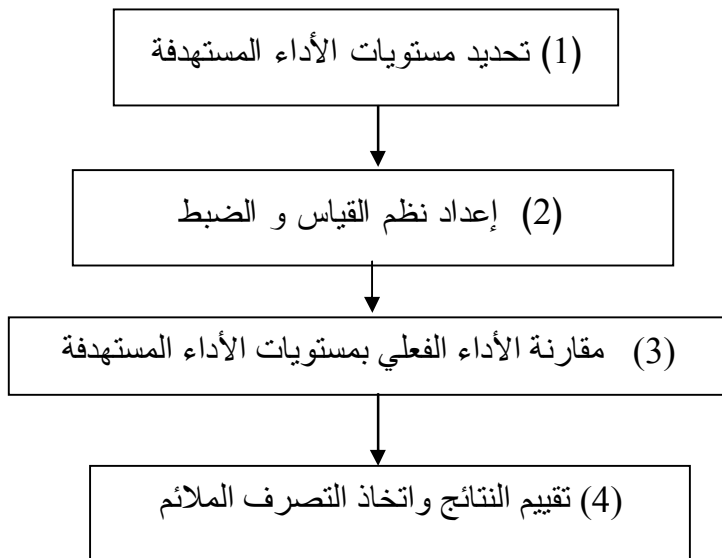 (1) تحديد مستويات الأداء المستهدفة
(2) إعداد نظم القياس و الضبط
(3) مقارنة الأداء الفعلي بمستويات الأداء المستهدفة
(4) تقييم النتائج واتخاذ التصرف الملائم